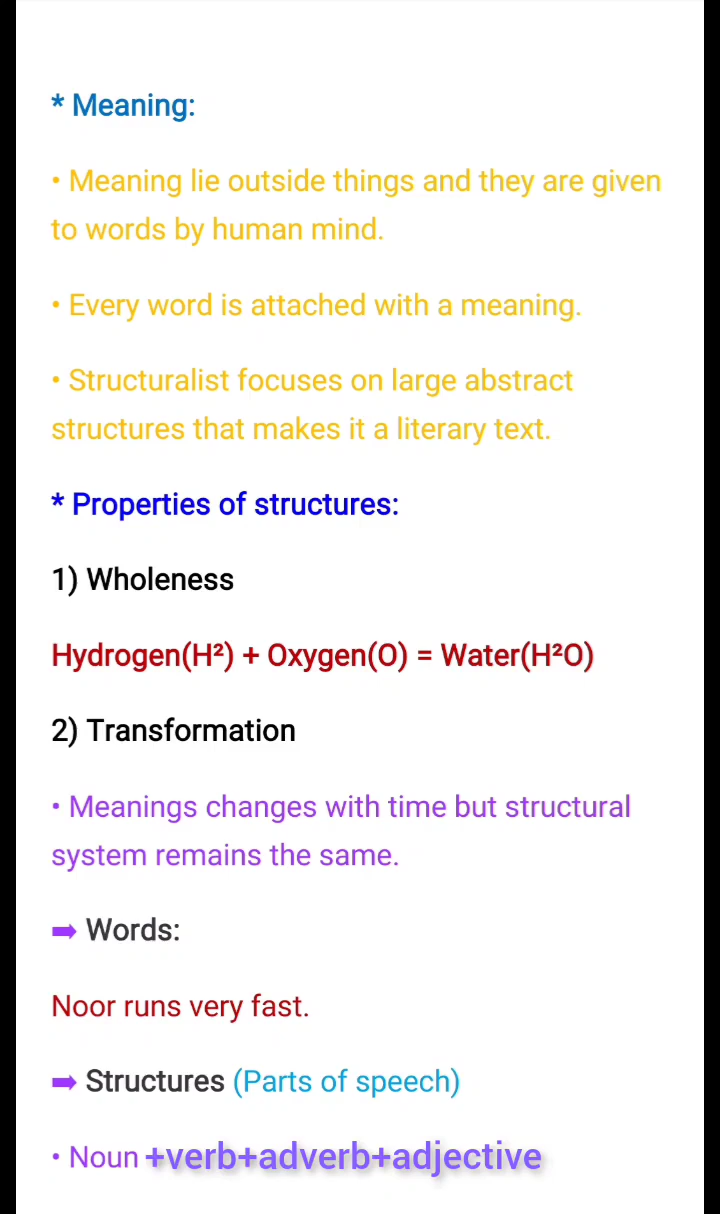 * Meaning:
• Meaning lie outside things and they are given
to words by human mind.
• Every word is attached with a meaning.
• Structuralist focuses on large abstract
structures that makes it a literary text.
* Properties of structures:
1) Wholeness
Hydrogen(H²) + Oxygen(O) = Water(H²O)
2) Transformation
• Meanings changes with time but structural
system remains the same.
➡ Words:
Noor runs very fast.
➡ Structures (Parts of speech)
• Noun +verb+adverb+adjective